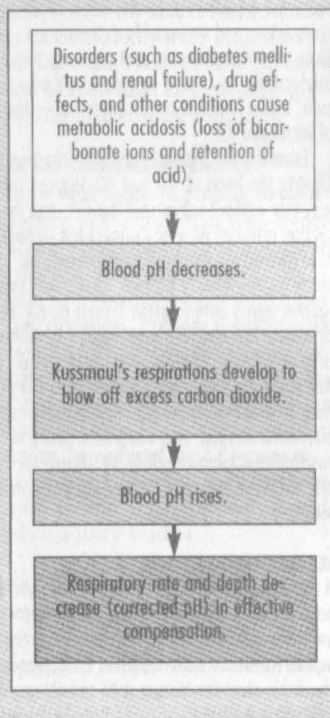 Disorders (such as diabetes melli-
tus and renal failure), drug ef-
fects, and other conditions cause
metabolic acidosis (loss of bicar-
bonate ions and retention of
acid).
Blood pH decreases.
Kussmaul's respirations develop to
blow off excess carbon dioxide.
Blood pH rises.
Respiratory rate and depth de-
crease (corrected pH) in effective
compensation.